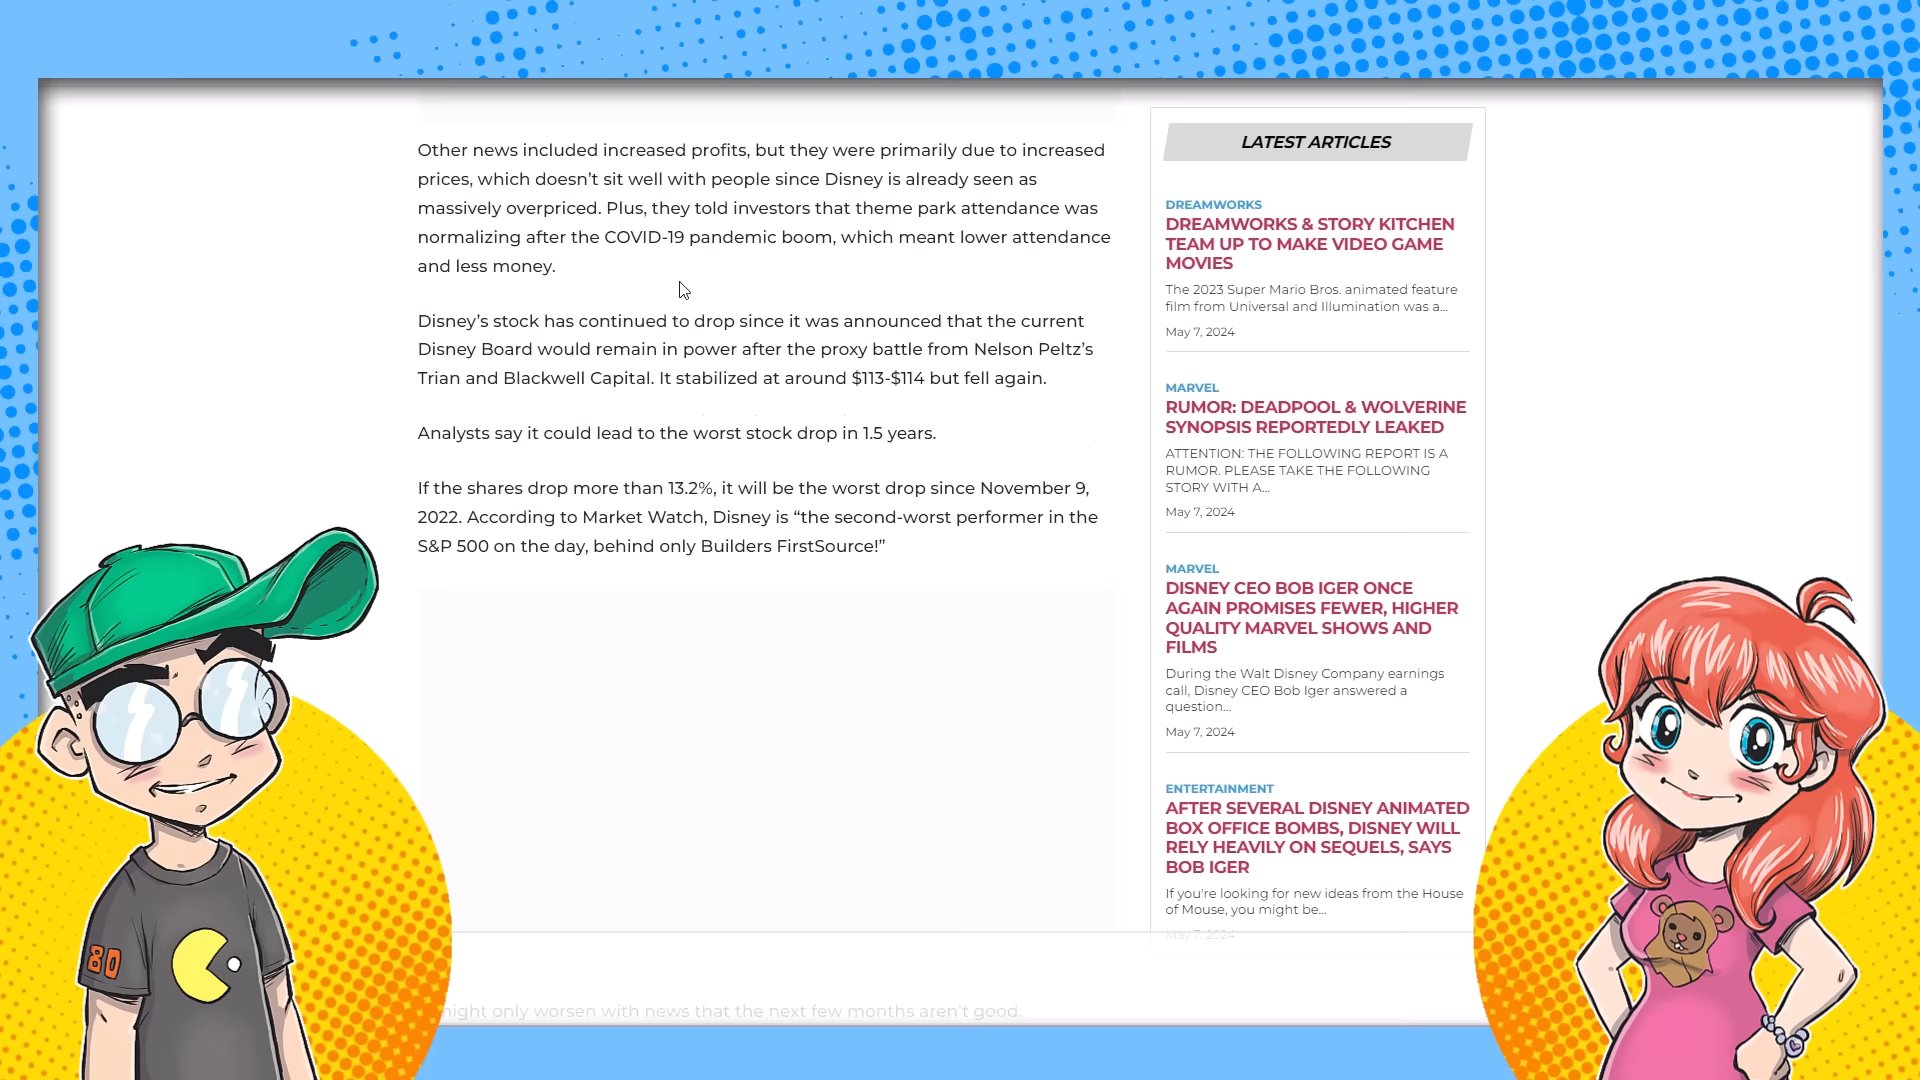 Other news included increased profits, but they were primarily due to increased
prices, which doesn’t sit well with people since Disney is already seen as
massively overpriced. Plus, they told investors that theme park attendance was
normalizing after the COVID-19 pandemic boom, which meant lower attendance
and less money.
Disney’s stock has continued to drop since it was announced that the current
Disney Board would remain in power after the proxy battle from Nelson Peltz’s
Trian and Blackwell Capital. It stabilized at around $113-$114 but fell again.
Analysts say it could lead to the worst stock drop in 1.5 years.
If the shares drop more than 13.2%, it will be the worst drop since November 9,
2022. According to Market Watch, Disney is “the second-worst performer in the
S&P 500 on the day, behind only Builders FirstSource!”
might only worsen with news that the next few months aren’t good.
LATEST ARTICLES
DREAMWORKS
DREAMWORKS & STORY KITCHEN
TEAM UP TO MAKE VIDEO GAME
MOVIES
The 2023 Super Mario Bros. animated feature
film from Universal and Illumination was a...
May 7, 2024
MARVEL
RUMOR: DEADPOOL & WOLVERINE
SYNOPSIS REPORTEDLY LEAKED
ATTENTION: THE FOLLOWING REPORT IS A
RUMOR. PLEASE TAKE THE FOLLOWING
STORY WITH A...
May 7, 2024
MARVEL
DISNEY CEO BOB IGER ONCE
AGAIN PROMISES FEWER, HIGHER
QUALITY MARVEL SHOWS AND
FILMS
During the Walt Disney Company earnings
call, Disney CEO Bob Iger answered a
question...
May 7, 2024
ENTERTAINMENT
AFTER SEVERAL DISNEY ANIMATED
BOX OFFICE BOMBS, DISNEY WILL
RELY HEAVILY ON SEQUELS, SAYS
BOB IGER
If you're looking for new ideas from the House
of Mouse, you might be...
May 7, 2024
80